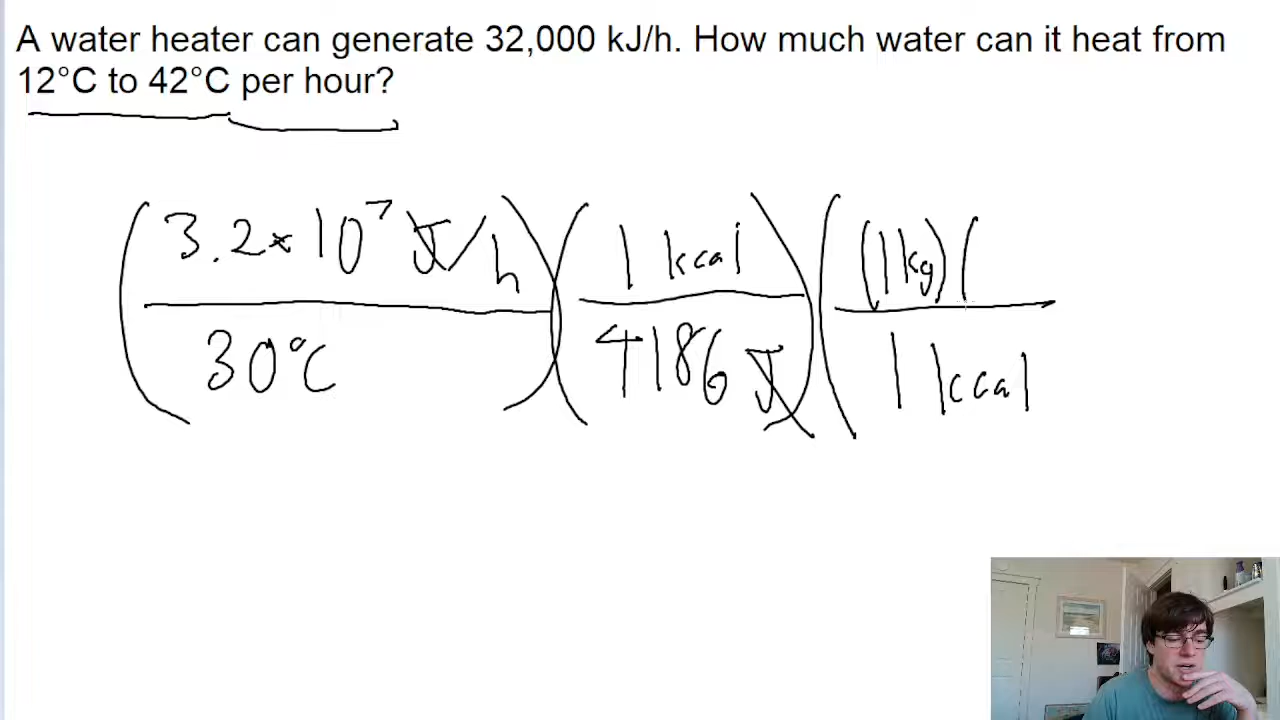 A water heater can generate 32,000 kJ/h. How much water can it heat from
12°C to 42°C per hour?
(3.2×10⁷ J/h)(1 kcal)((1kg)(
30°C 4186 J 1 kcal